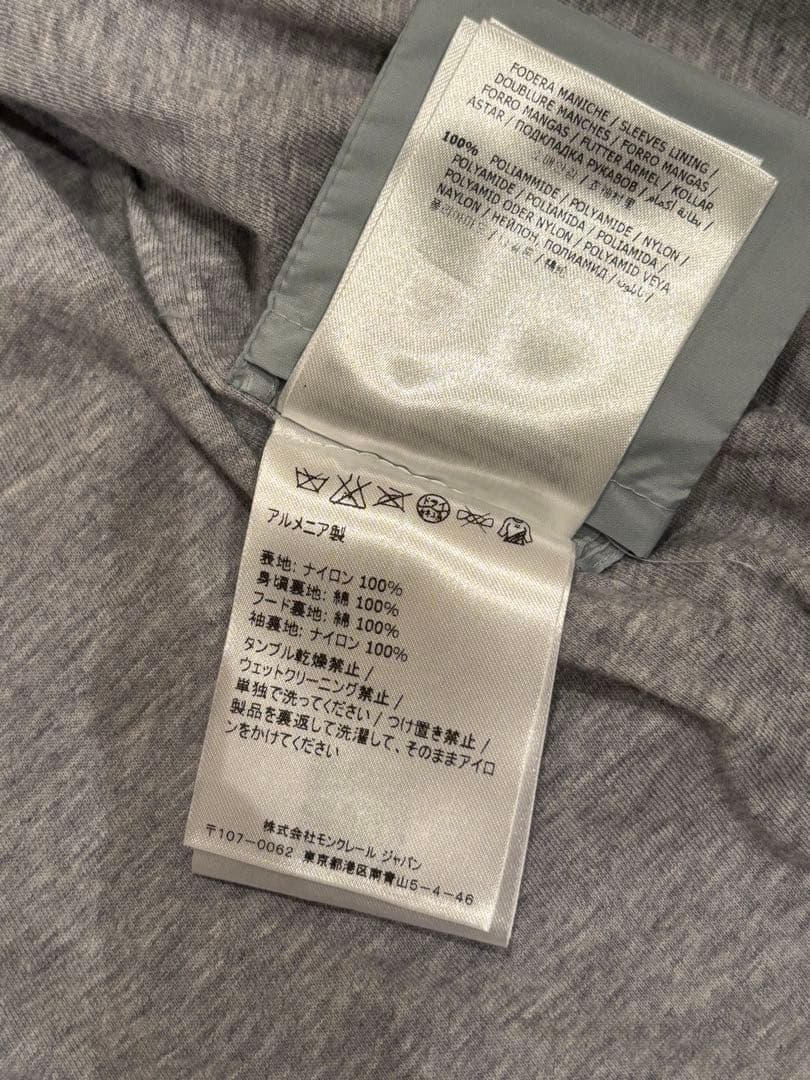 FODERA MANICHE / SLEEVES LINING /
DOUBLURE MANCHES / FORRO MANGAS /
FORRO MANGAS / FUTTER ÄRMEL / KOLLAR
ASTAR / ПОДКЛАДКА РУКАВОВ / بطانة أكمام /
100% POLIAMMIDE / POLYAMIDE / NYLON /
POLYAMIDE / POLIAMIDA / POLIAMIDA /
POLYAMID ODER NYLON / POLYAMID VEYA
NAYLON / НЕЙЛОН, ПОЛИАМИД / نايلون /
ドライ
アルメニア製
表地: ナイロン 100%
身頃裏地: 綿 100%
フード裏地: 綿 100%
袖裏地: ナイロン 100%
タンブル乾燥禁止 /
ウェットクリーニング禁止 /
単独で洗ってください / つけ置き禁止 /
製品を裏返して洗濯して、そのままアイロ
ンをかけてください
株式会社モンクレール ジャパン
〒107-0062 東京都港区南青山5-4-46